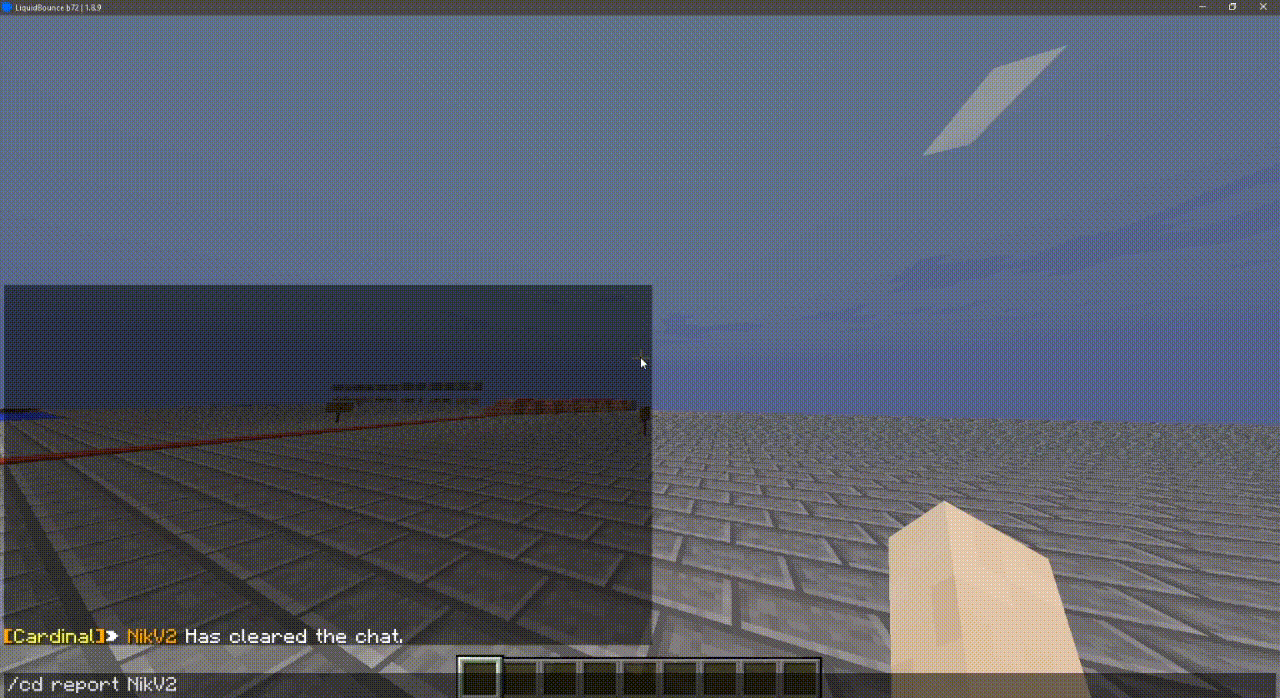 LiquidBounce b72 | 1.8.9
[Cardinal]» NikV2 Has cleared the chat.
/cd report NikV2